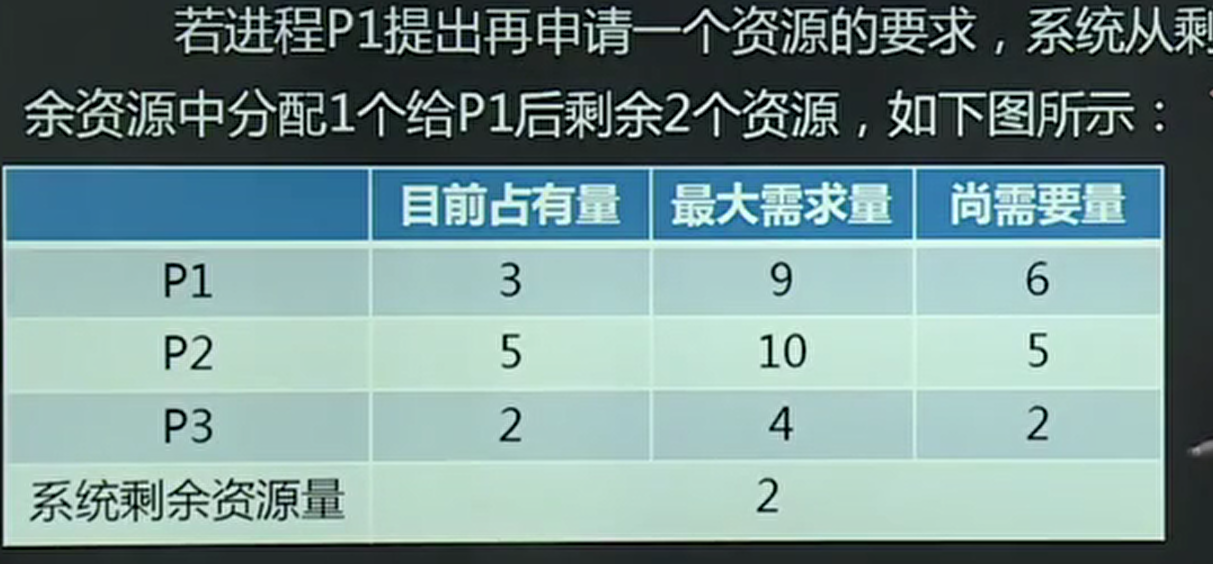 若进程P1提出再申请一个资源的要求，系统从剩
余资源中分配1个给P1后剩余2个资源，如下图所示：
目前占有量 最大需求量 尚需要量
P1 3 9 6
P2 5 10 5
P3 2 4 2
系统剩余资源量 2